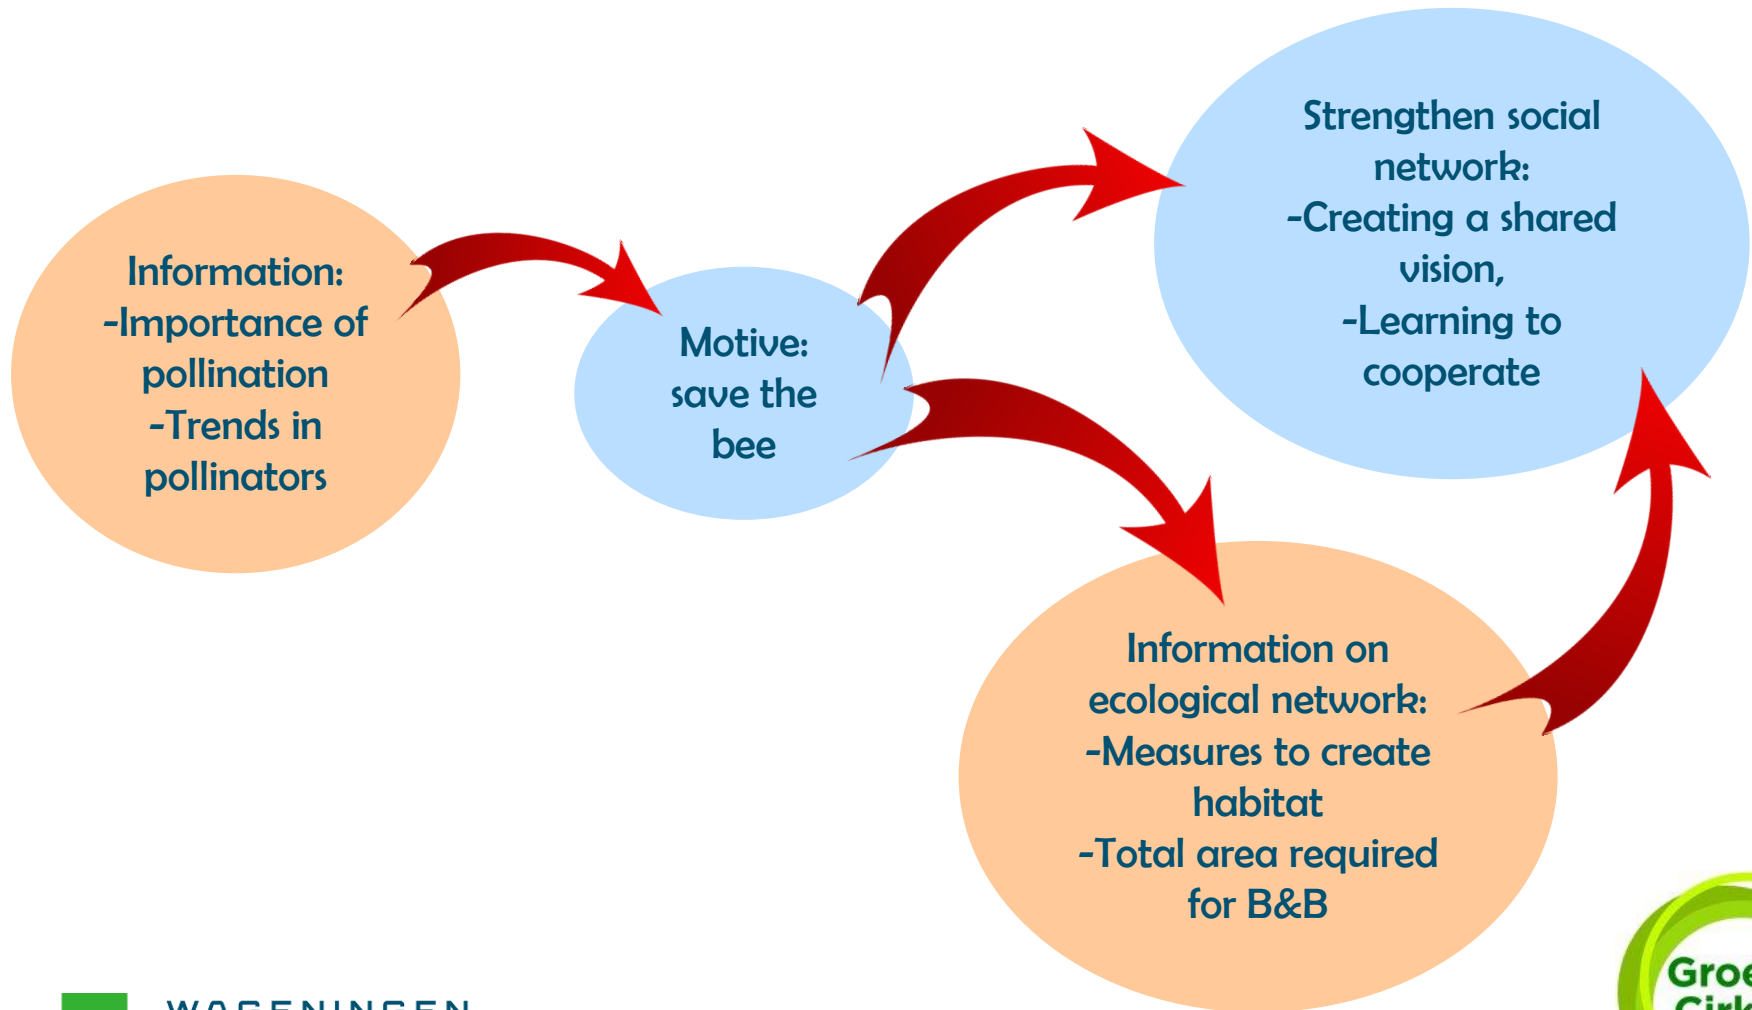 Information:
-Importance of
pollination
-Trends in
pollinators
Motive:
save the
bee
Strengthen social
network:
-Creating a shared
vision,
-Learning to
cooperate
Information on
ecological network:
-Measures to create
habitat
-Total area required
for B&B
WAGENINGEN